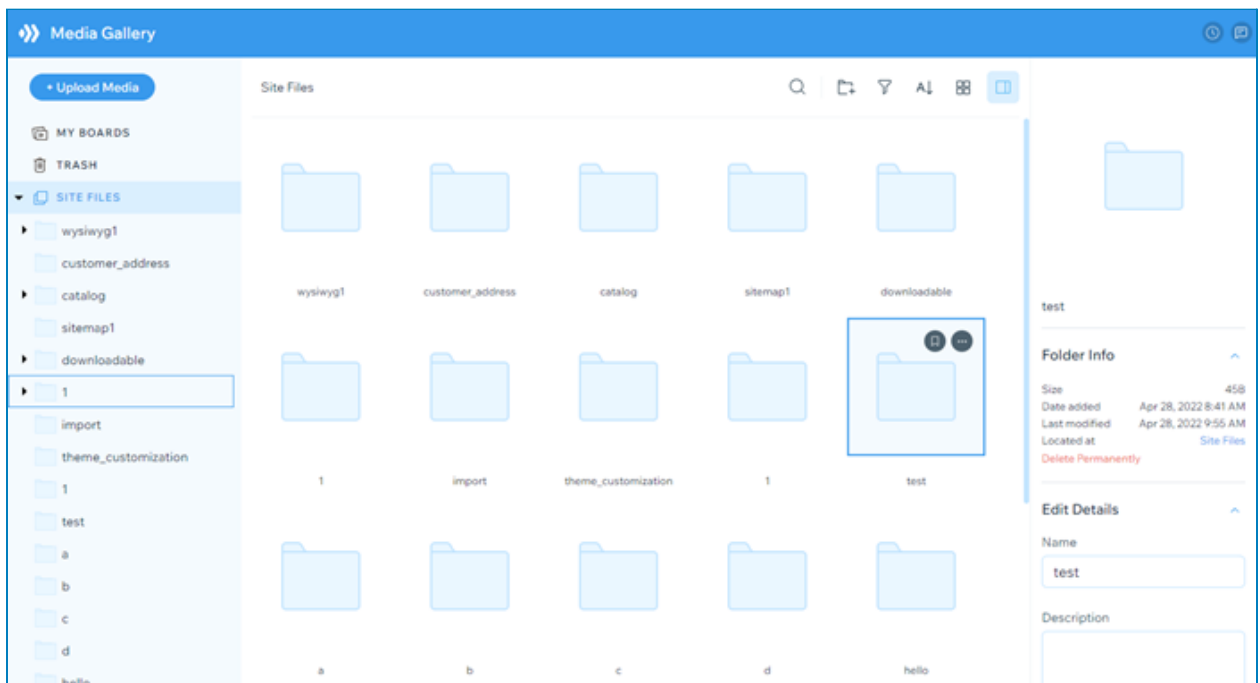 Media Gallery
+ Upload Media
MY BOARDS
TRASH
SITE FILES
wysiwyg1
customer_address
catalog
sitemap1
downloadable
1
import
theme_customization
1
test
a
b
c
d
hello
Site Files
A
wysiwyg1 customer_address catalog sitemap1 downloadable
1 import theme_customization 1 test
a b c d hello
test
Folder Info
Size 45B
Date added Apr 28, 2022 8:41 AM
Last modified Apr 28, 2022 9:55 AM
Located at Site Files
Delete Permanently
Edit Details
Name
test
Description